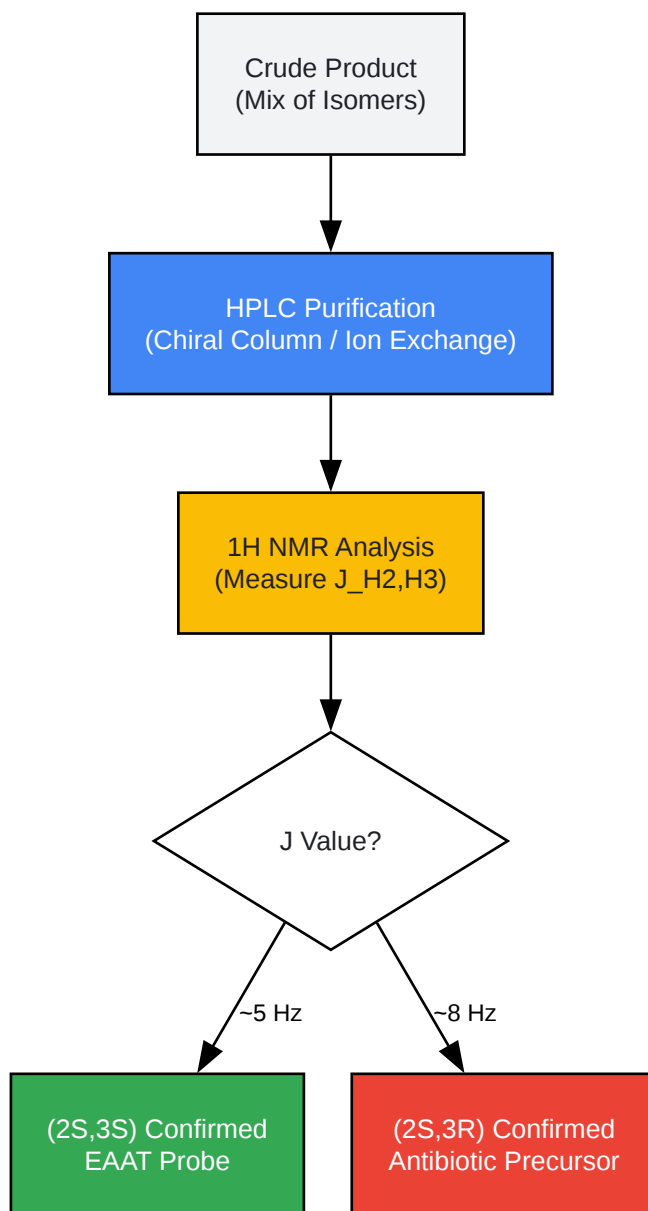 Crude Product
(Mix of Isomers)
HPLC Purification
(Chiral Column / Ion Exchange)
1H NMR Analysis
(Measure J_H2,H3)
J Value?
~5 Hz
~8 Hz
(2S,3S) Confirmed
EAAT Probe
(2S,3R) Confirmed
Antibiotic Precursor